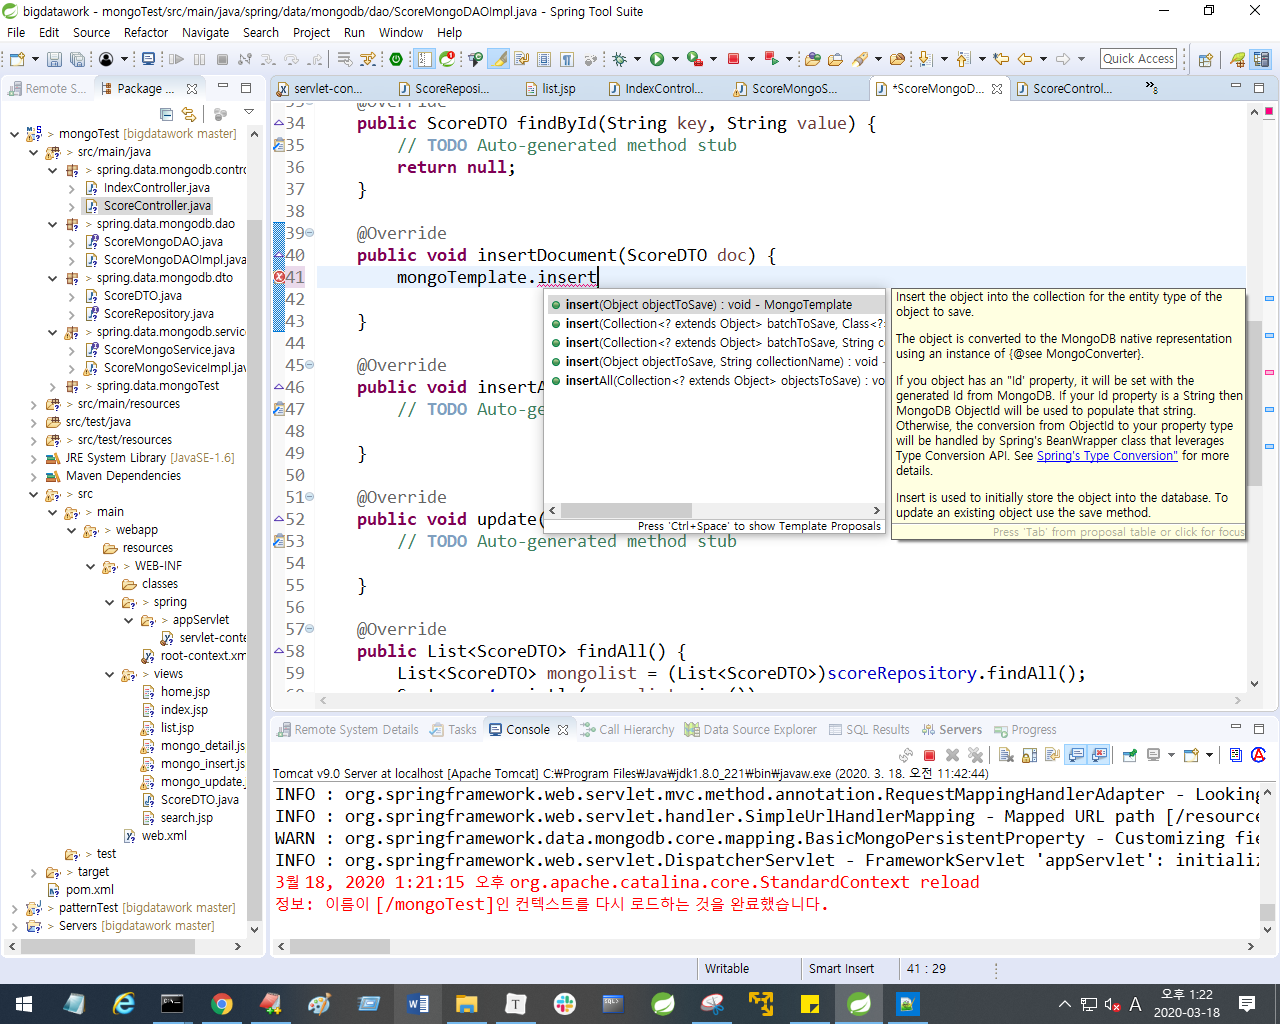 bigdatawork - mongoTest/src/main/java/spring/data/mongodb/dao/ScoreMongoDAOImpl.java - Spring Tool Suite
File Edit Source Refactor Navigate Search Project Run Window Help
Quick Access
Remote S...
Package ...
mongoTest [bigdatawork master]
src/main/java
spring.data.mongodb.contro
IndexController.java
ScoreController.java
spring.data.mongodb.dao
ScoreMongoDAO.java
ScoreMongoDAOImpl.java
spring.data.mongodb.dto
ScoreDTO.java
ScoreRepository.java
spring.data.mongodb.service
ScoreMongoService.java
ScoreMongoSeviceImpl.java
spring.data.mongoTest
src/main/resources
src/test/java
src/test/resources
JRE System Library [JavaSE-1.6]
Maven Dependencies
src
main
webapp
resources
WEB-INF
classes
spring
appServlet
servlet-conte
root-context.xm
views
home.jsp
index.jsp
list.jsp
mongo_detail.js
mongo_insert.js
mongo_update_
ScoreDTO.java
search.jsp
web.xml
test
target
pom.xml
patternTest [bigdatawork master]
Servers [bigdatawork master]
servlet-con...
ScoreReposi...
list.jsp
IndexControl...
ScoreMongoS...
*ScoreMongoD...
ScoreControl...
»8
@Override
34 public ScoreDTO findById(String key, String value) {
35 // TODO Auto-generated method stub
36 return null;
37 }
38
39 @Override
40 public void insertDocument(ScoreDTO doc) {
41 mongoTemplate.insert
42
43 }
44
45 @Override
46 public void insertA
47 // TODO Auto-ge
48
49 }
50
51 @Override
52 public void update(
53 // TODO Auto-generated method stub
54
55 }
56
57 @Override
58 public List<ScoreDTO> findAll() {
59 List<ScoreDTO> mongolist = (List<ScoreDTO>)scoreRepository.findAll();
insert(Object objectToSave) : void - MongoTemplate
insert(Collection<? extends Object> batchToSave, Class<?>
insert(Collection<? extends Object> batchToSave, String co
insert(Object objectToSave, String collectionName) : void -
insertAll(Collection<? extends Object> objectsToSave) : vo
Press 'Ctrl+Space' to show Template Proposals
Insert the object into the collection for the entity type of the
object to save.
The object is converted to the MongoDB native representation
using an instance of {@see MongoConverter}.
If you object has an "Id' property, it will be set with the
generated Id from MongoDB. If your Id property is a String then
MongoDB ObjectId will be used to populate that string.
Otherwise, the conversion from ObjectId to your property type
will be handled by Spring's BeanWrapper class that leverages
Type Conversion API. See Spring's Type Conversion" for more
details.
Insert is used to initially store the object into the database. To
update an existing object use the save method.
Press 'Tab' from proposal table or click for focus
Remote System Details
Tasks
Console
Call Hierarchy
Data Source Explorer
SQL Results
Servers
Progress
Tomcat v9.0 Server at localhost [Apache Tomcat] C:₩Program Files₩Java₩jdk1.8.0_221₩bin₩javaw.exe (2020. 3. 18. 오전 11:42:44)
INFO : org.springframework.web.servlet.mvc.method.annotation.RequestMappingHandlerAdapter - Looking
INFO : org.springframework.web.servlet.handler.SimpleUrlHandlerMapping - Mapped URL path [/resource
WARN : org.springframework.data.mongodb.core.mapping.BasicMongoPersistentProperty - Customizing fie
INFO : org.springframework.web.servlet.DispatcherServlet - FrameworkServlet 'appServlet': initializ
3월 18, 2020 1:21:15 오후 org.apache.catalina.core.StandardContext reload
정보: 이름이 [/mongoTest]인 컨텍스트를 다시 로드하는 것을 완료했습니다.
Writable
Smart Insert
41 : 29
A
오후 1:22
2020-03-18